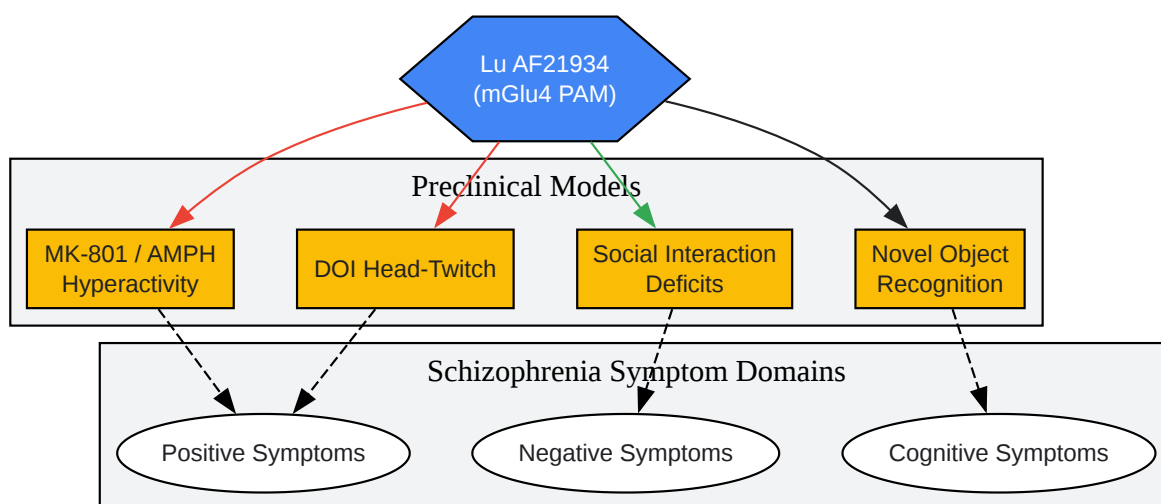 Lu AF21934
(mGlu4 PAM)
Preclinical Models
MK-801 / AMPH
Hyperactivity
DOI Head-Twitch
Social Interaction
Deficits
Novel Object
Recognition
Schizophrenia Symptom Domains
Positive Symptoms
Negative Symptoms
Cognitive Symptoms